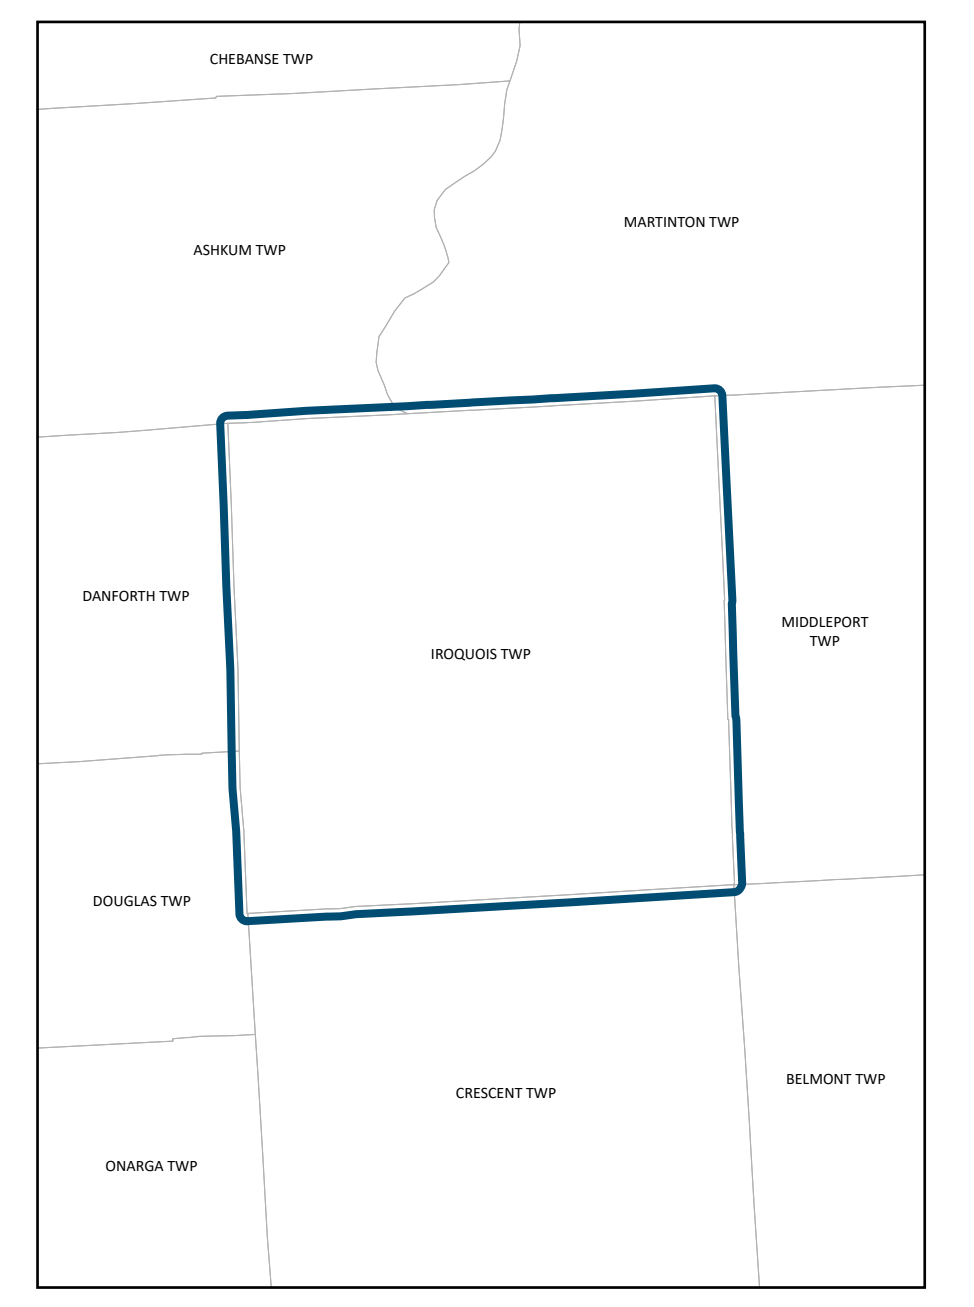 CHEBANSE TWP
MARTINTON TWP
ASHKUM TWP
DANFORTH TWP
MIDDLEPORT
TWP
IROQUOIS TWP
DOUGLAS TWP
BELMONT TWP
CRESCENT TWP
ONARGA TWP